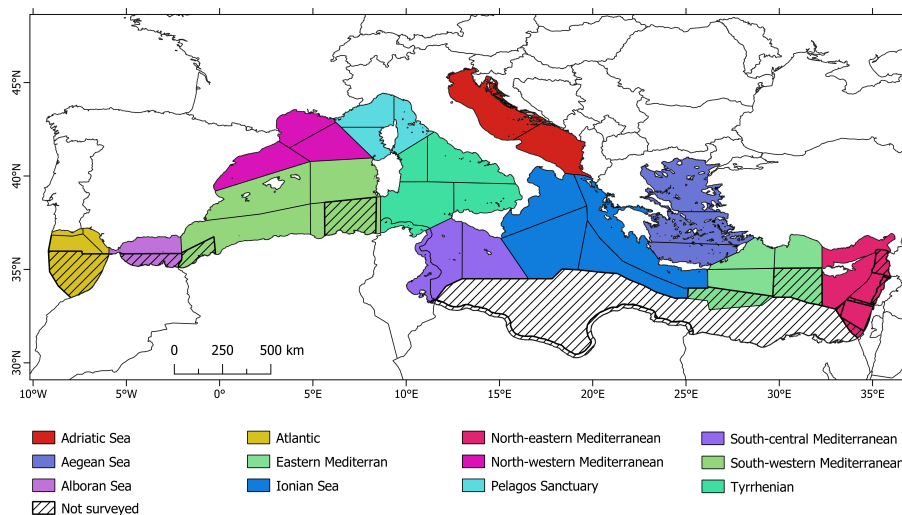 45°N
40°N
35°N
30°N
0 250 500 km
10°W 5°W 0° 5°E 10°E 15°E 20°E 25°E 30°E 35°E
Adriatic Sea Atlantic North-eastern Mediterranean South-central Mediterranean
Aegean Sea Eastern Mediterran North-western Mediterranean South-western Mediterranean
Alboran Sea Ionian Sea Pelagos Sanctuary Tyrrhenian
Not surveyed